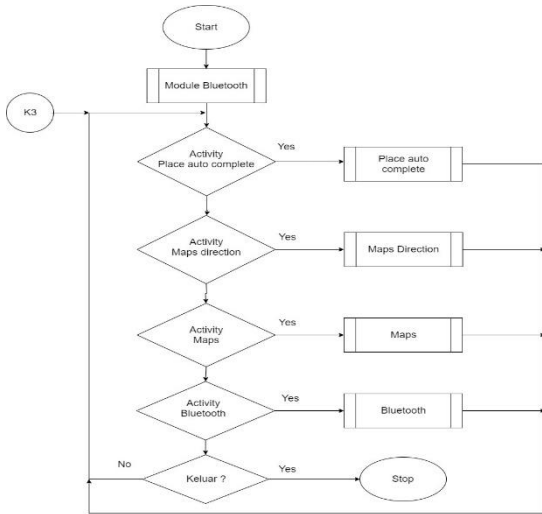 Start
Module Bluetooth
K3
Activity
Place auto complete
Yes
Place auto
complete
Activity
Maps direction
Yes
Maps Direction
Activity
Maps
Yes
Maps
Activity
Bluetooth
Yes
Bluetooth
No
Keluar ?
Yes
Stop